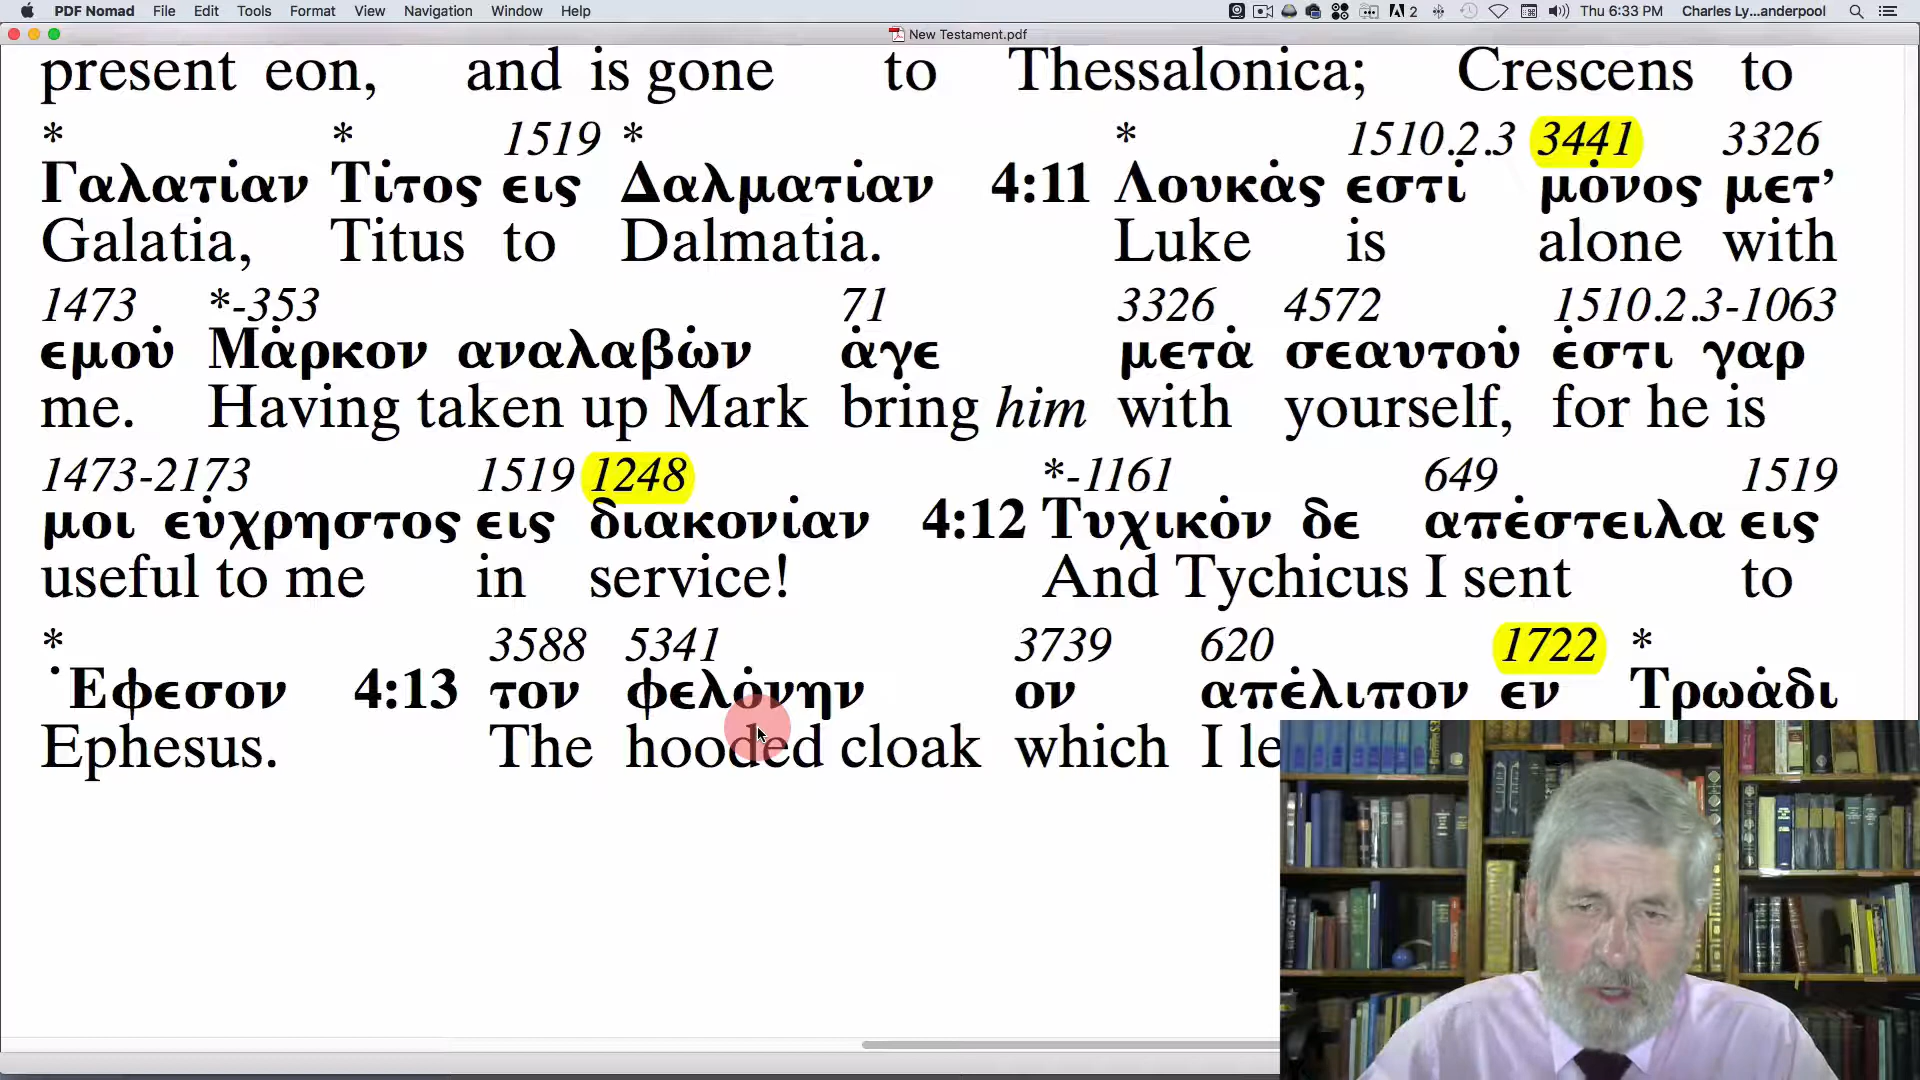 PDF Nomad File Edit Tools Format View Navigation Window Help 2 Thu 6:33 PM Charles Ly...anderpool
New Testament.pdf
present eon, and is gone to Thessalonica; Crescens to
* * 1519 * * 1510.2.3 3441 3326
Γαλατίαν Τίτος εις Δαλματίαν 4:11 Λουκάς εστί μόνος μετ’
Galatia, Titus to Dalmatia. Luke is alone with
1473 *-353 71 3326 4572 1510.2.3-1063
εμού Μάρκον αναλαβών άγε μετά σεαυτού έστι γαρ
me. Having taken up Mark bring him with yourself, for he is
1473-2173 1519 1248 *-1161 649 1519
μοι εύχρηστος εις διακονίαν 4:12 Τυχικόν δε απέστειλα εις
useful to me in service! And Tychicus I sent to
* 3588 5341 3739 620 1722 *
Έφεσον 4:13 τον φελόνην ον απέλιπον εν Τρωάδι
Ephesus. The hooded cloak which I le